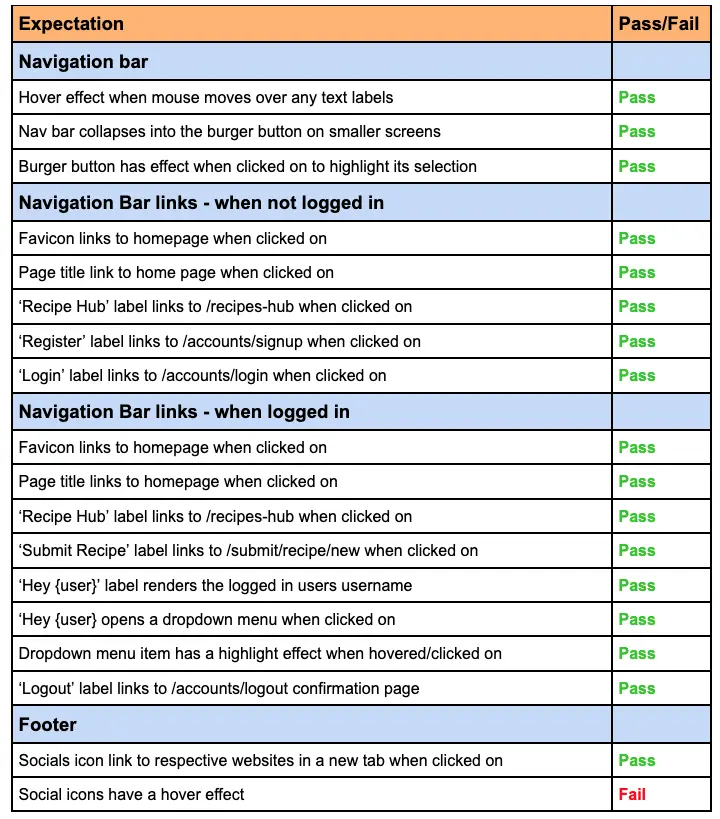 Expectation Pass/Fail
Navigation bar
Hover effect when mouse moves over any text labels Pass
Nav bar collapses into the burger button on smaller screens Pass
Burger button has effect when clicked on to highlight its selection Pass
Navigation Bar links - when not logged in
Favicon links to homepage when clicked on Pass
Page title link to home page when clicked on Pass
‘Recipe Hub’ label links to /recipes-hub when clicked on Pass
‘Register’ label links to /accounts/signup when clicked on Pass
‘Login’ label links to /accounts/login when clicked on Pass
Navigation Bar links - when logged in
Favicon links to homepage when clicked on Pass
Page title links to homepage when clicked on Pass
‘Recipe Hub’ label links to /recipes-hub when clicked on Pass
‘Submit Recipe’ label links to /submit/recipe/new when clicked on Pass
‘Hey {user}’ label renders the logged in users username Pass
‘Hey {user} opens a dropdown menu when clicked on Pass
Dropdown menu item has a highlight effect when hovered/clicked on Pass
‘Logout’ label links to /accounts/logout confirmation page Pass
Footer
Socials icon link to respective websites in a new tab when clicked on Pass
Social icons have a hover effect Fail